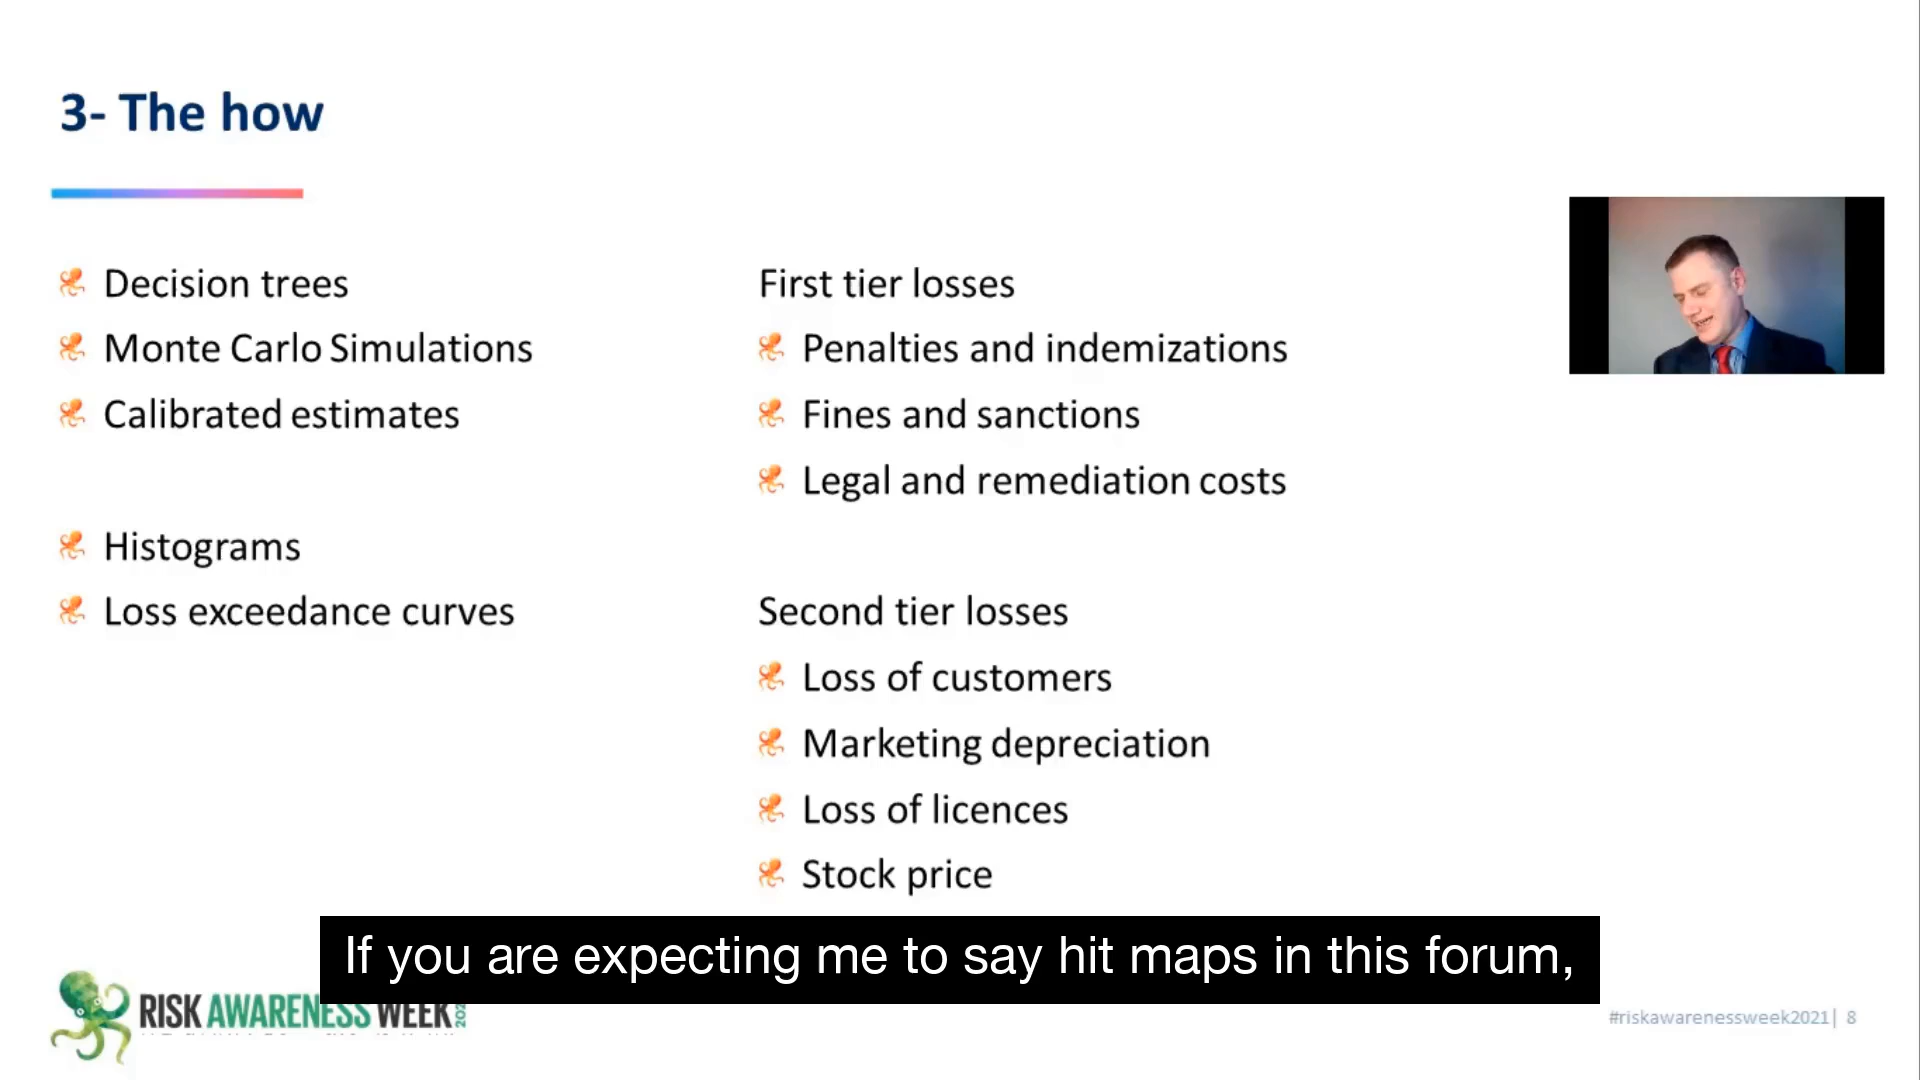 3- The how
Decision trees
Monte Carlo Simulations
Calibrated estimates
Histograms
Loss exceedance curves
First tier losses
Penalties and indemizations
Fines and sanctions
Legal and remediation costs
Second tier losses
Loss of customers
Marketing depreciation
Loss of licences
Stock price
If you are expecting me to say hit maps in this forum,
RISK AWARENESS WEEK
#riskawarenessweek2021| 8